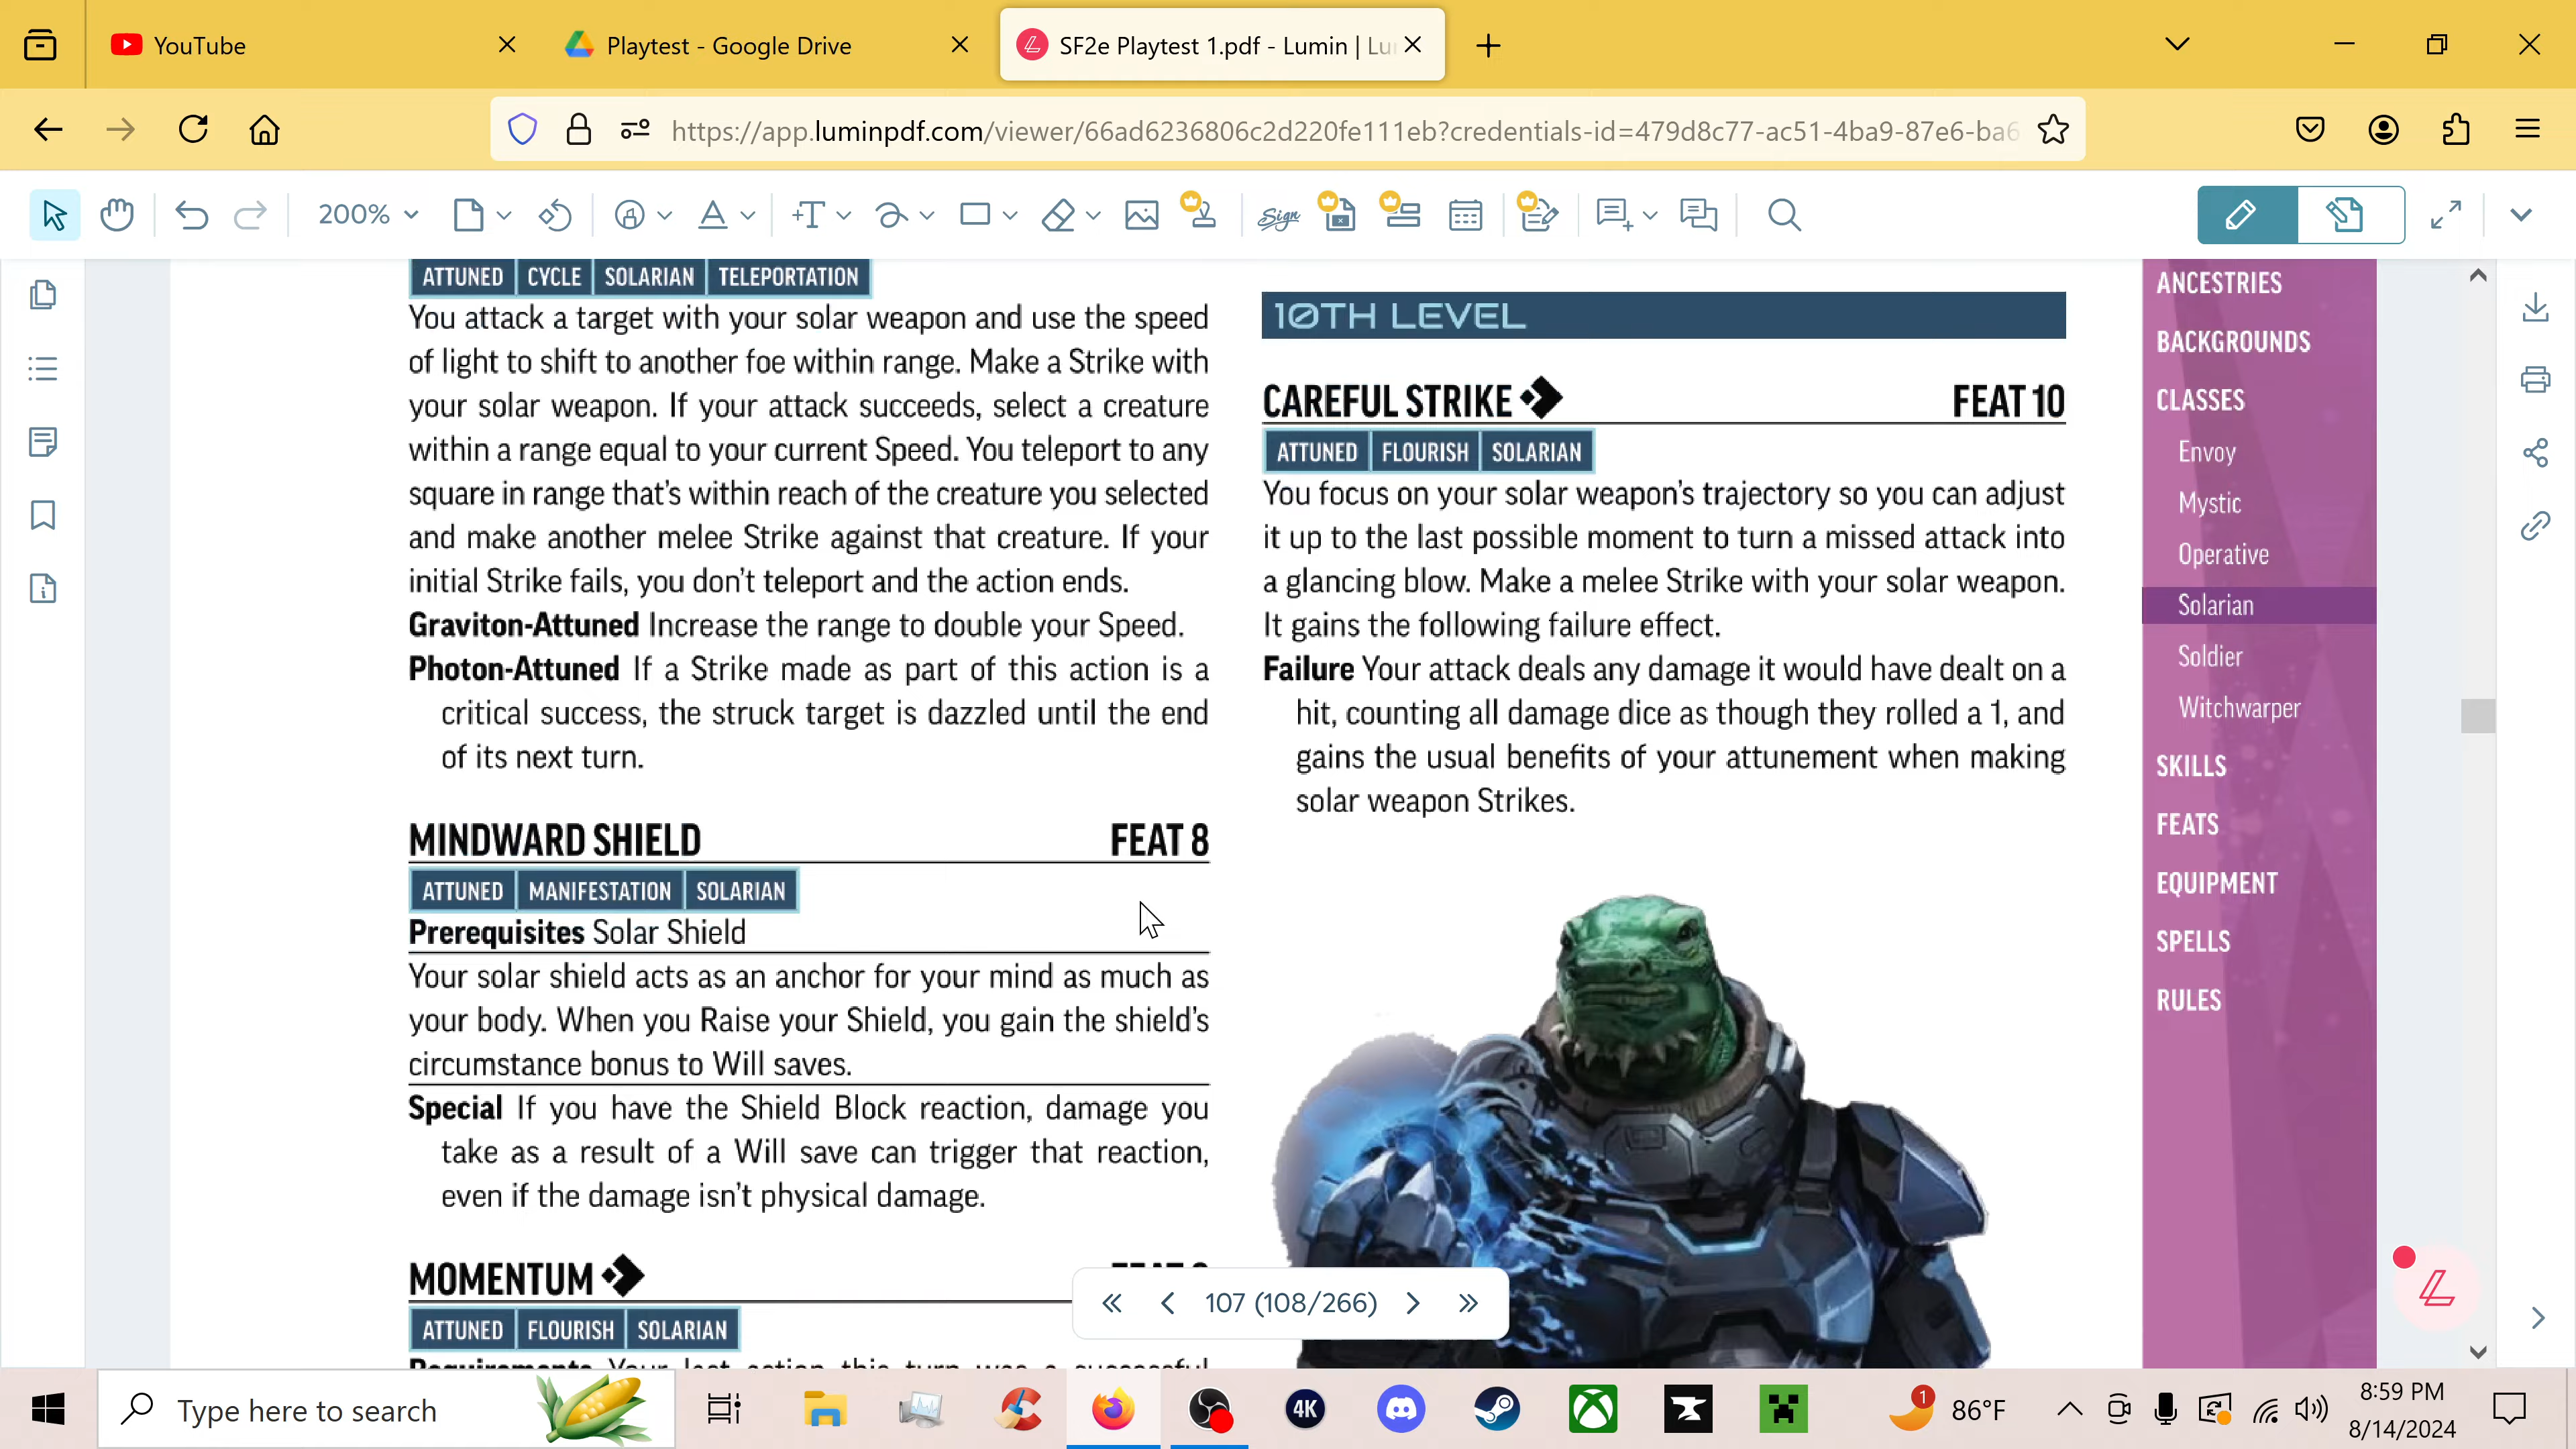 YouTube
Playtest - Google Drive
SF2e Playtest 1.pdf - Lumin | Lu
https://app.luminpdf.com/viewer/66ad6236806c2d220fe111eb?credentials-id=479d8c77-ac51-4ba9-87e6-ba6
200%
Sign
ATTUNED CYCLE SOLARIAN TELEPORTATION
You attack a target with your solar weapon and use the speed
of light to shift to another foe within range. Make a Strike with
your solar weapon. If your attack succeeds, select a creature
within a range equal to your current Speed. You teleport to any
square in range that's within reach of the creature you selected
and make another melee Strike against that creature. If your
initial Strike fails, you don't teleport and the action ends.
Graviton-Attuned Increase the range to double your Speed.
Photon-Attuned If a Strike made as part of this action is a
critical success, the struck target is dazzled until the end
of its next turn.
MINDWARD SHIELD FEAT 8
ATTUNED MANIFESTATION SOLARIAN
Prerequisites Solar Shield
Your solar shield acts as an anchor for your mind as much as
your body. When you Raise your Shield, you gain the shield's
circumstance bonus to Will saves.
Special If you have the Shield Block reaction, damage you
take as a result of a Will save can trigger that reaction,
even if the damage isn't physical damage.
MOMENTUM
ATTUNED FLOURISH SOLARIAN
Requirements Your last action this turn was a successful
10TH LEVEL
CAREFUL STRIKE FEAT 10
ATTUNED FLOURISH SOLARIAN
You focus on your solar weapon's trajectory so you can adjust
it up to the last possible moment to turn a missed attack into
a glancing blow. Make a melee Strike with your solar weapon.
It gains the following failure effect.
Failure Your attack deals any damage it would have dealt on a
hit, counting all damage dice as though they rolled a 1, and
gains the usual benefits of your attunement when making
solar weapon Strikes.
ANCESTRIES
BACKGROUNDS
CLASSES
Envoy
Mystic
Operative
Solarian
Soldier
Witchwarper
SKILLS
FEATS
EQUIPMENT
SPELLS
RULES
107 (108/266)
Type here to search
4K
1
86°F
8:59 PM
8/14/2024